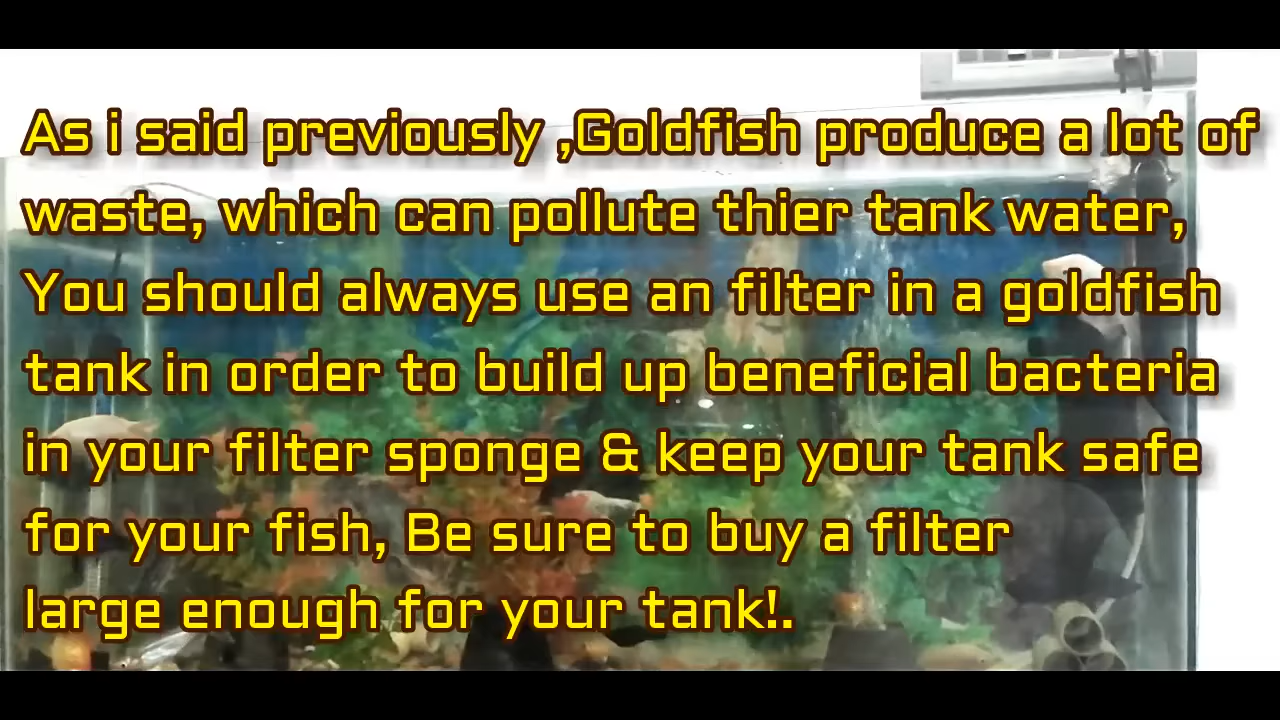 As i said previously ,Goldfish produce a lot of
waste, which can pollute thier tank water,
You should always use an filter in a goldfish
tank in order to build up beneficial bacteria
in your filter sponge & keep your tank safe
for your fish, Be sure to buy a filter
large enough for your tank!.